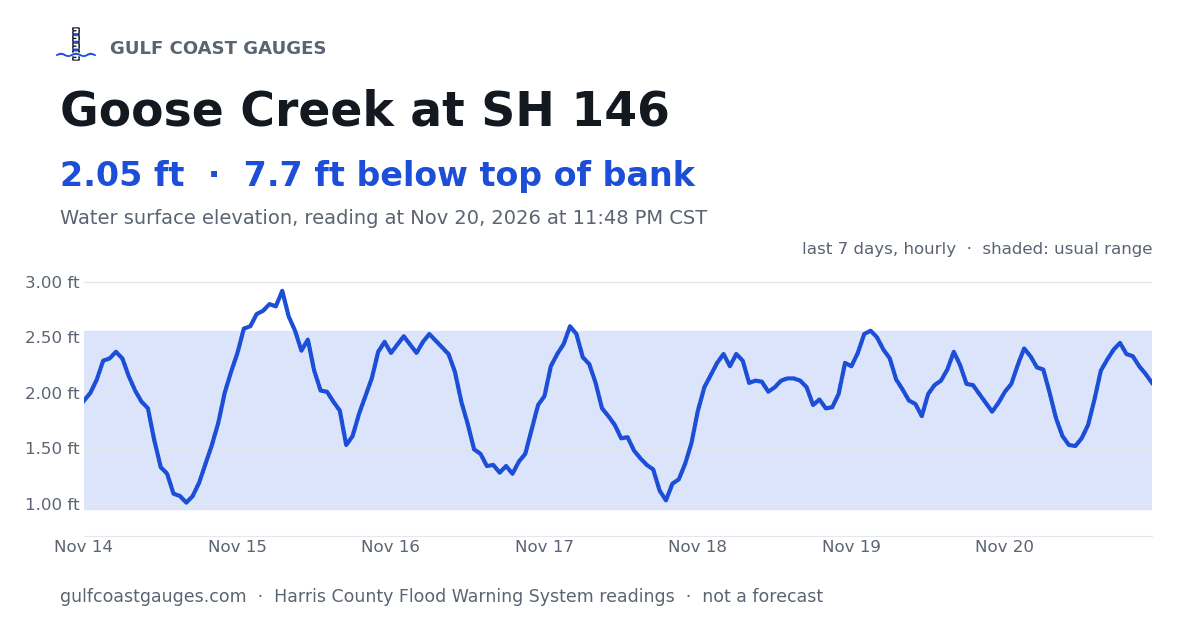 GULF COAST GAUGES
Goose Creek at SH 146
2.05 ft · 7.7 ft below top of bank
Water surface elevation, reading at Nov 20, 2026 at 11:48 PM CST
last 7 days, hourly · shaded: usual range
3.00 ft
2.50 ft
2.00 ft
1.50 ft
1.00 ft
Nov 14 Nov 15 Nov 16 Nov 17 Nov 18 Nov 19 Nov 20
gulfcoastgauges.com · Harris County Flood Warning System readings · not a forecast